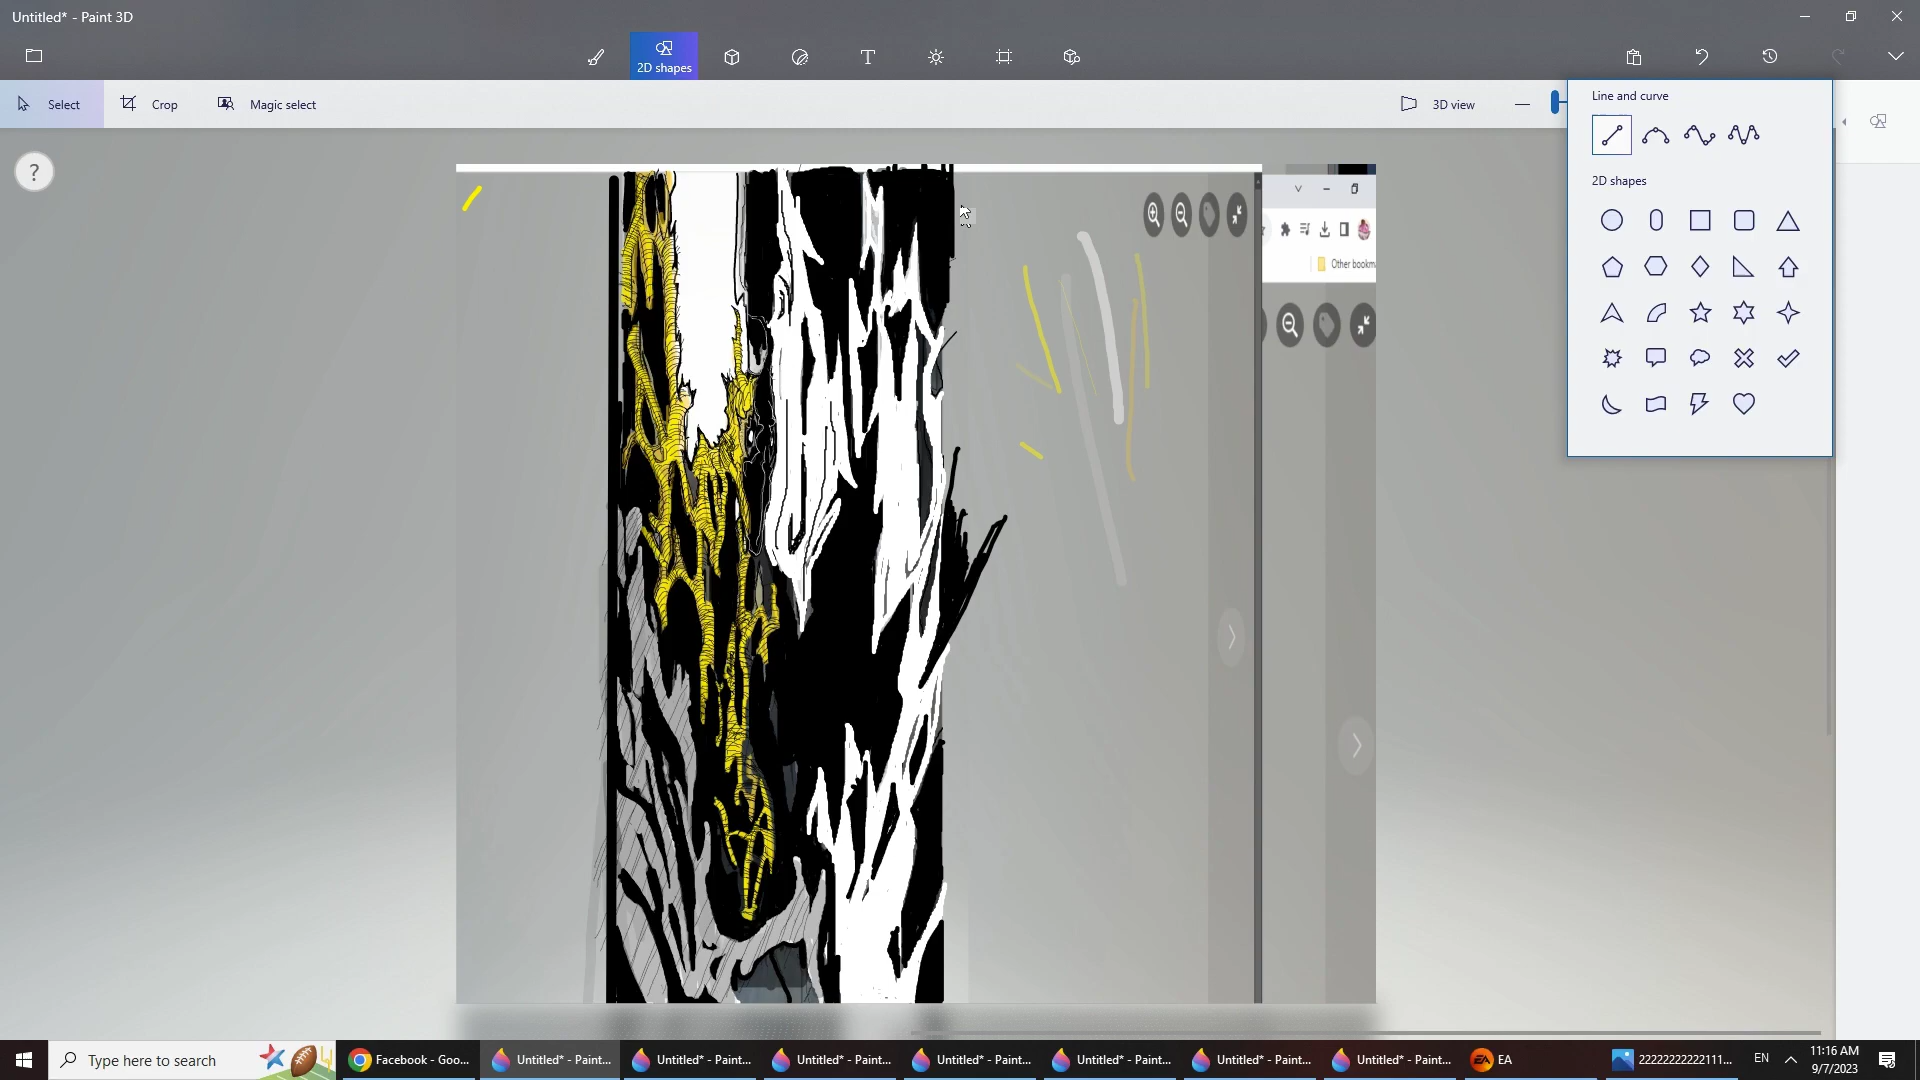 Untitled* - Paint 3D
2D shapes
Select
Crop
Magic select
3D view
Line and curve
2D shapes
?
Other bookm
Type here to search
Facebook - Goo...
Untitled* - Paint...
Untitled* - Paint...
Untitled* - Paint...
Untitled* - Paint...
Untitled* - Paint...
Untitled* - Paint...
Untitled* - Paint...
EA
EA
22222222222111...
EN
11:16 AM
9/7/2023